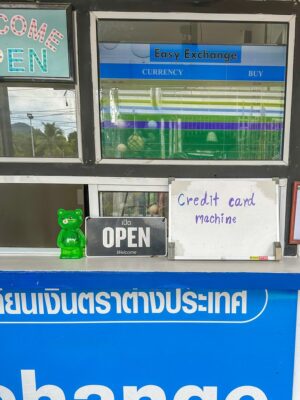 COME
PEN
Easy Exchange
CURRENCY BUY
เปิด
OPEN
Welcome
Credit card
machine
ยนเงินตราต่างประเทศ
change